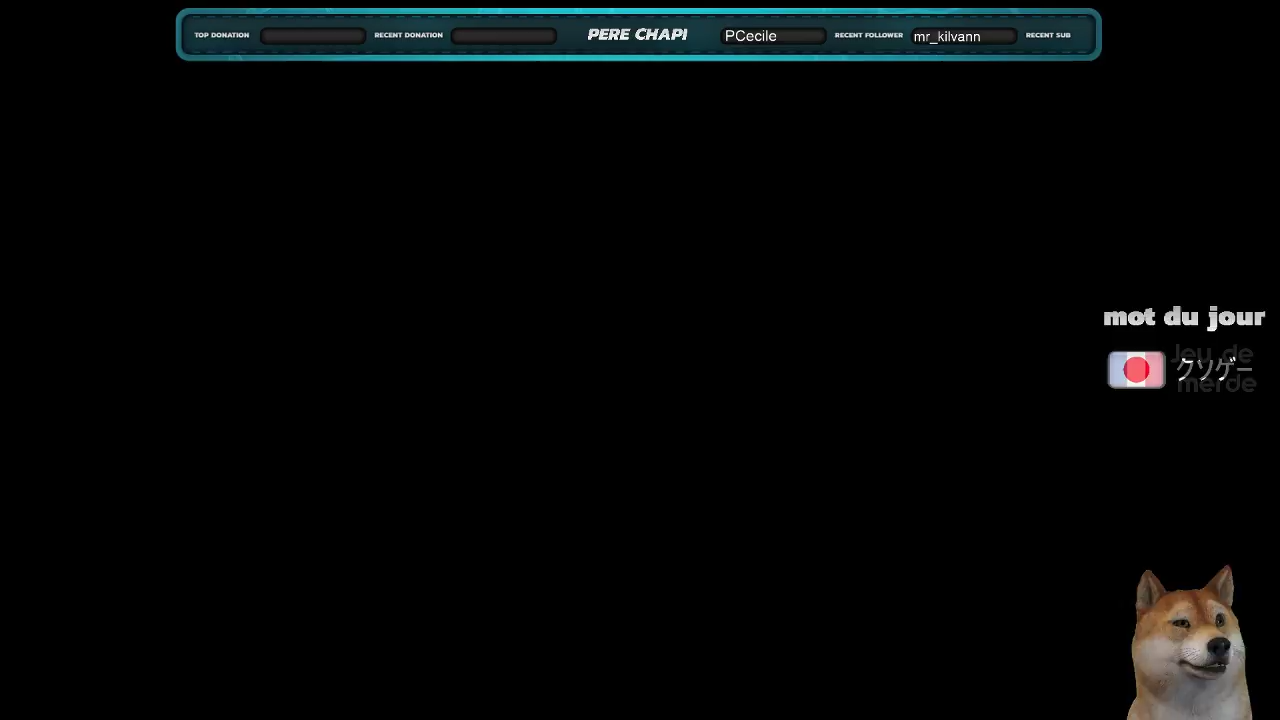 TOP DONATION
RECENT DONATION
PERE CHAPI
PCecile
RECENT FOLLOWER
mr_kilvann
RECENT SUB
mot du jour
Jeu de
クソゲー
merde